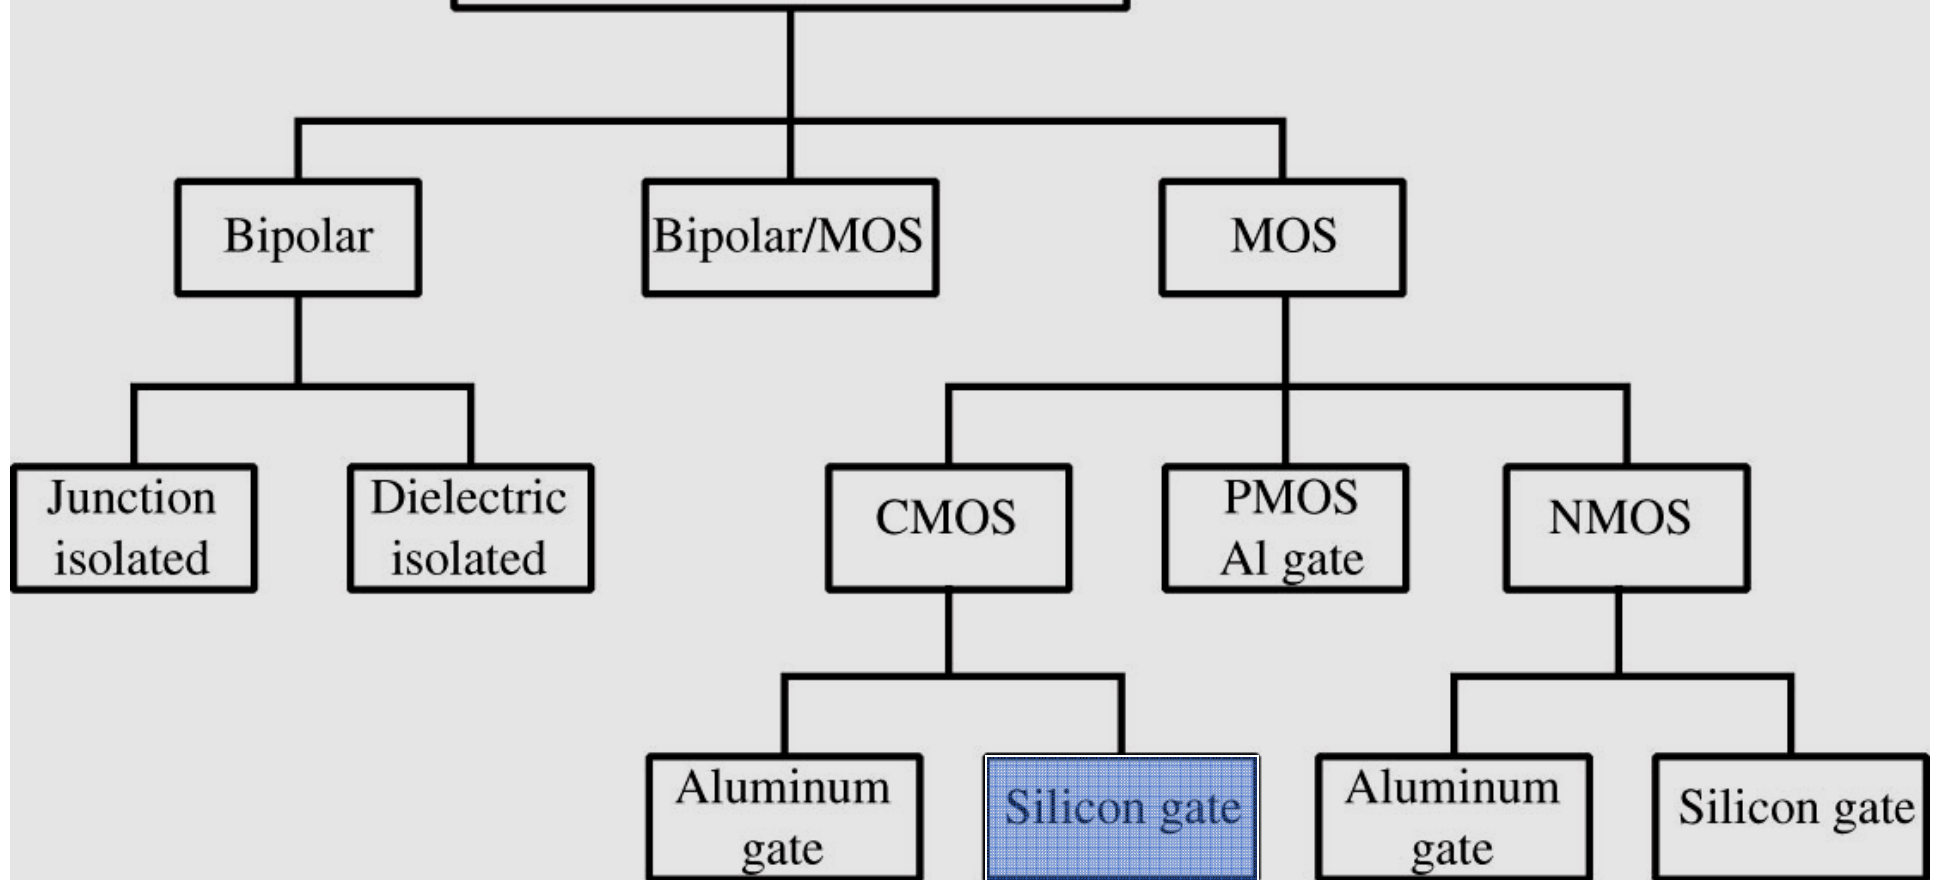 Bipolar
Bipolar/MOS
MOS
Junction
isolated
Dielectric
isolated
CMOS
PMOS
Al gate
NMOS
Aluminum
gate
Silicon gate
Aluminum
gate
Silicon gate